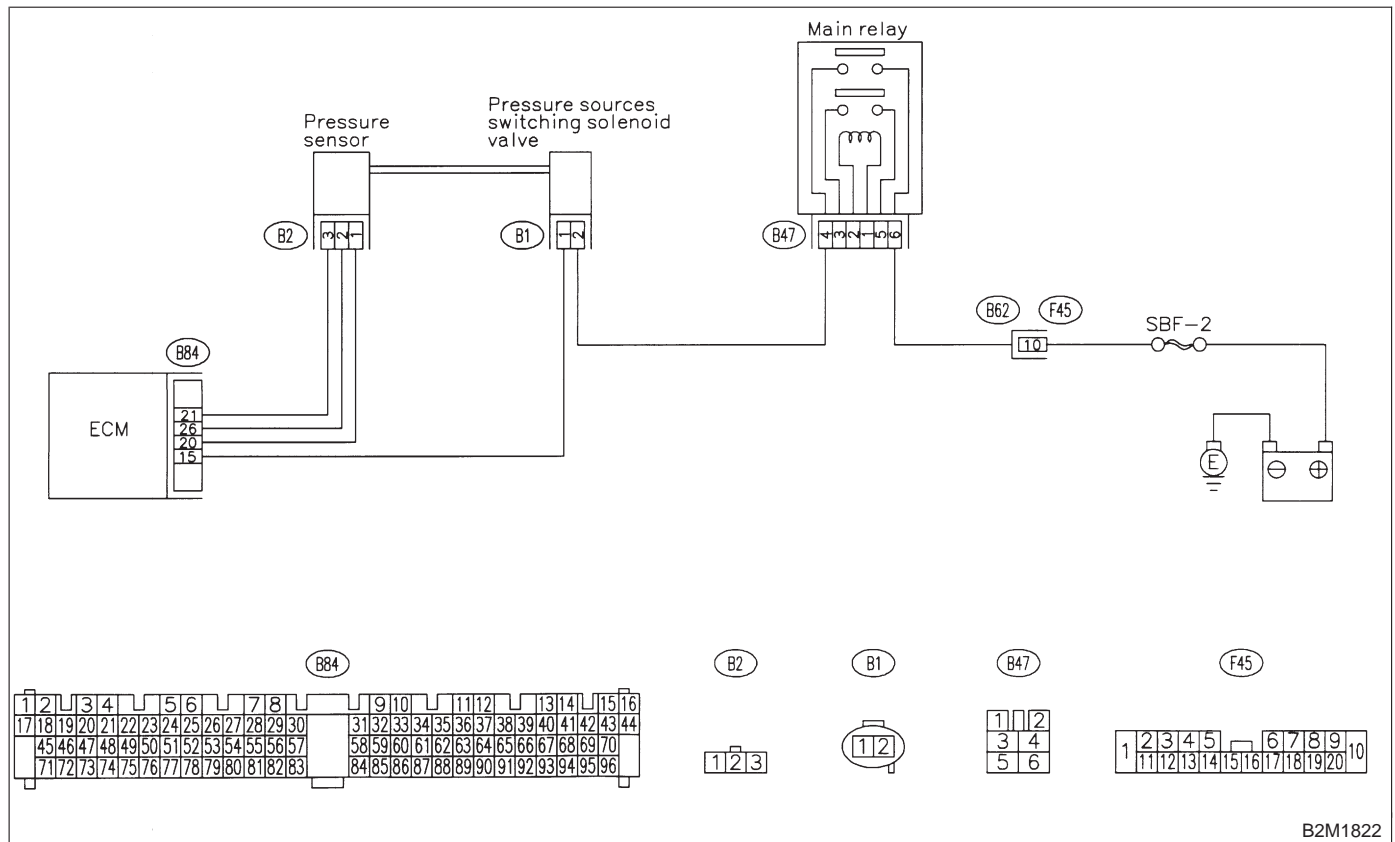 Main relay
Pressure sources
switching solenoid
valve
Pressure
sensor
B2
3 2 1
B1
1 2
B47
4 3 2 1 5 6
B62 F45
10
SBF-2
B84
ECM
21
26
20
15
E
⊖ ⊕
B84
B2
B1
B47
F45
1 2 3 4 5 6 7 8 9 10 11 12 13 14 15 16
17 18 19 20 21 22 23 24 25 26 27 28 29 30 31 32 33 34 35 36 37 38 39 40 41 42 43 44
45 46 47 48 49 50 51 52 53 54 55 56 57 58 59 60 61 62 63 64 65 66 67 68 69 70
71 72 73 74 75 76 77 78 79 80 81 82 83 84 85 86 87 88 89 90 91 92 93 94 95 96
1 2 3
1 2
1 2
3 4
5 6
1 2 3 4 5 6 7 8 9 10
11 12 13 14 15 16 17 18 19 20
B2M1822